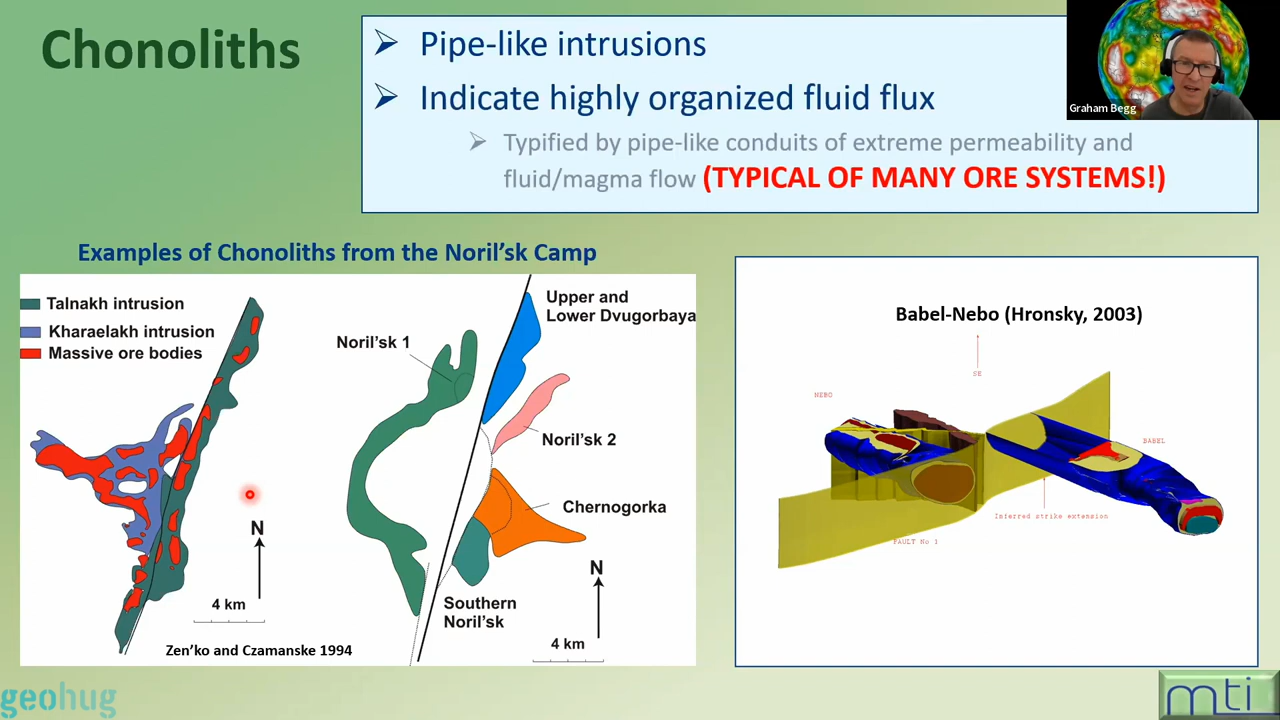 Chonoliths
Pipe-like intrusions
Indicate highly organized fluid flux
Typified by pipe-like conduits of extreme permeability and
fluid/magma flow (TYPICAL OF MANY ORE SYSTEMS!)
Graham Begg
Examples of Chonoliths from the Noril'sk Camp
Talnakh intrusion
Kharaelakh intrusion
Massive ore bodies
N
4 km
Zen'ko and Czamanske 1994
Noril'sk 1
Upper and
Lower Dvugorbaya
Noril'sk 2
Chernogorka
Southern
Noril'sk
N
4 km
Babel-Nebo (Hronsky, 2003)
SE
NEBO
BABEL
Inferred strike extension
FAULT No 1
geohug
mti